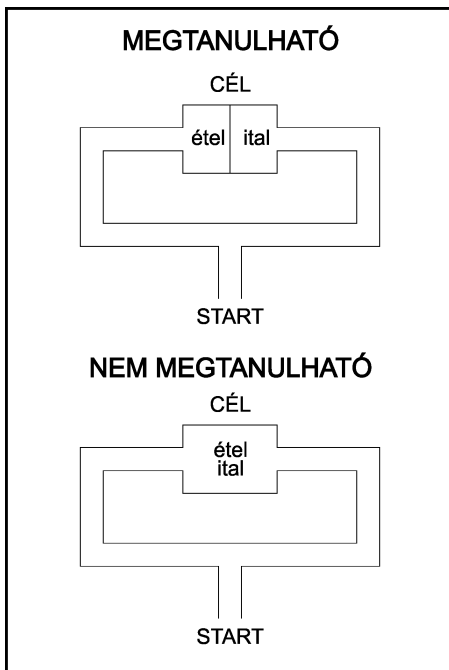 MEGTANULHATÓ
CÉL
étel ital
START
NEM MEGTANULHATÓ
CÉL
étel
ital
START